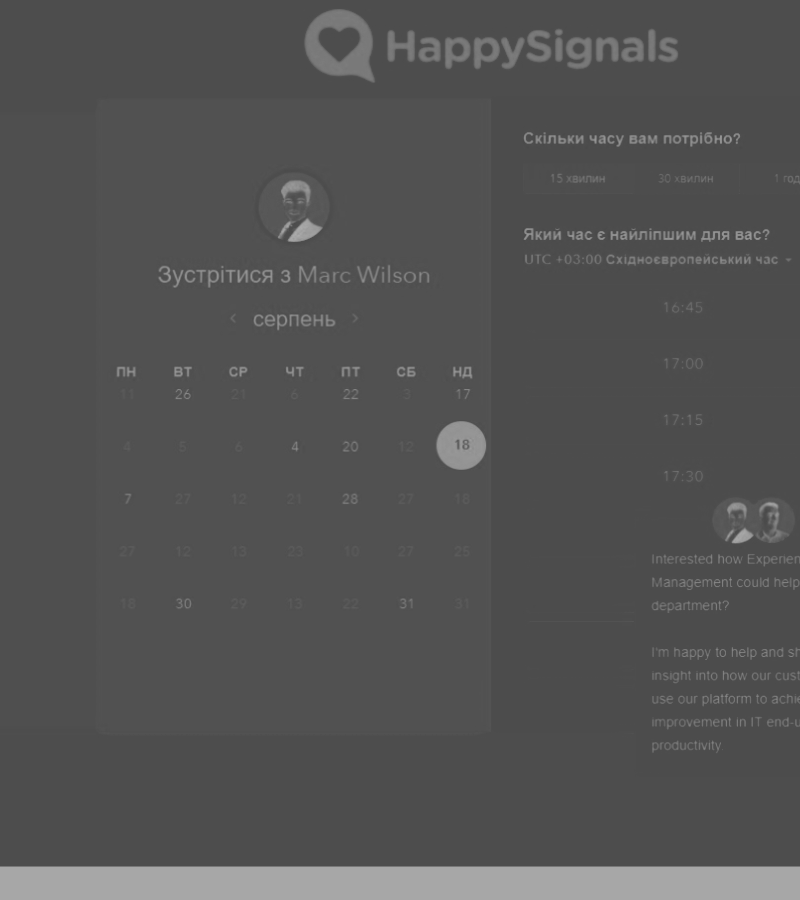 HappySignals
Зустрітися з Marc Wilson
серпень
ПН ВТ СР ЧТ ПТ СБ НД
11 26 21 6 22 3 17
4 5 6 4 20 12 18
7 27 12 21 28 27 18
27 12 13 23 10 27 25
18 30 29 13 22 31 31
Скільки часу вам потрібно?
15 хвилин 30 хвилин 1 год
Який час є найліпшим для вас?
UTC +03:00 Східноєвропейський час
16:45
17:00
17:15
17:30
Interested how Experien
Management could help
department?
I'm happy to help and sh
insight into how our cust
use our platform to achie
improvement in IT end-u
productivity.